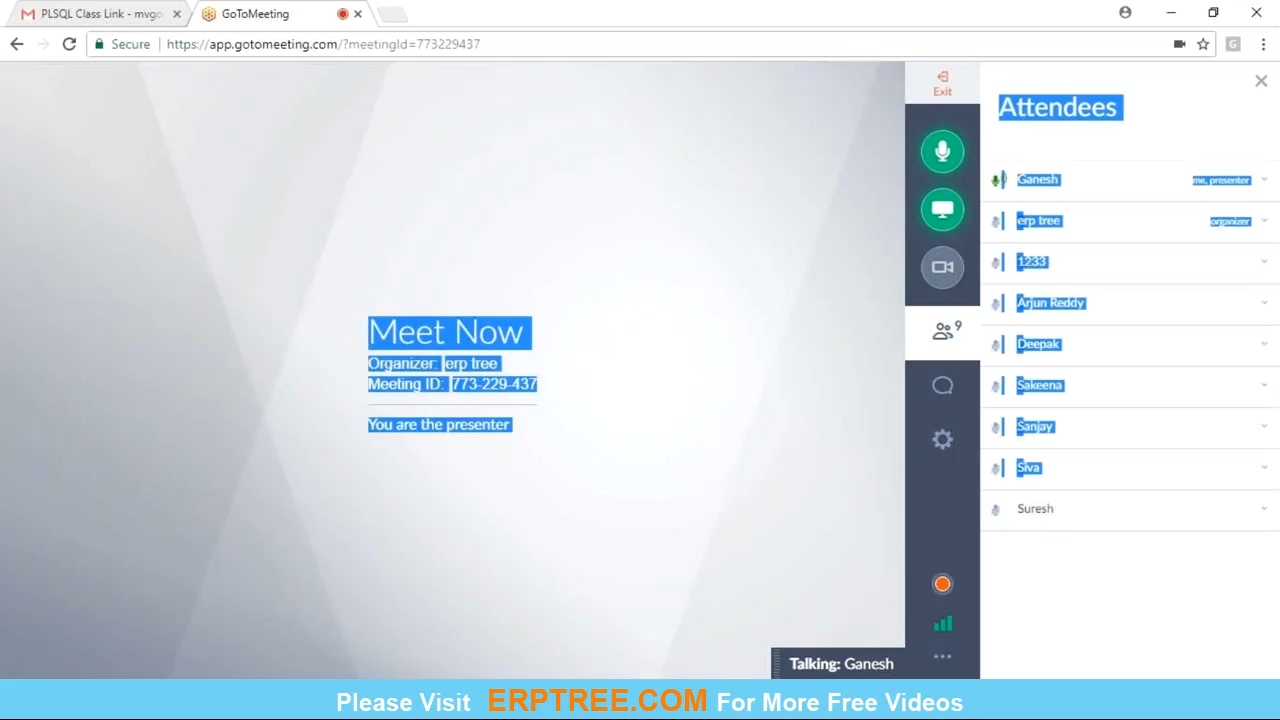 PLSQL Class Link - mvgo
GoToMeeting
Secure
https://app.gotomeeting.com/?meetingId=773229437
G
Exit
Attendees
Ganesh me, presenter
erp tree organizer
1233
Arjun Reddy
9
Meet Now
Organizer: erp tree
Deepak
Meeting ID: 773-229-437
Sakeena
You are the presenter
Sanjay
Siva
Suresh
Talking: Ganesh
Please Visit ERPTREE.COM For More Free Videos